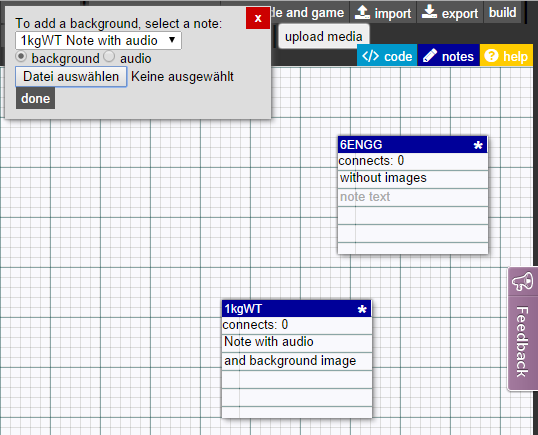 To add a background, select a note:
x
1kgWT Note with audio
background audio
Datei auswählen Keine ausgewählt
done
de and game import export build
upload media
</> code notes ? help
6ENGG *
connects: 0
without images
note text
1kgWT *
connects: 0
Note with audio
and background image
Feedback